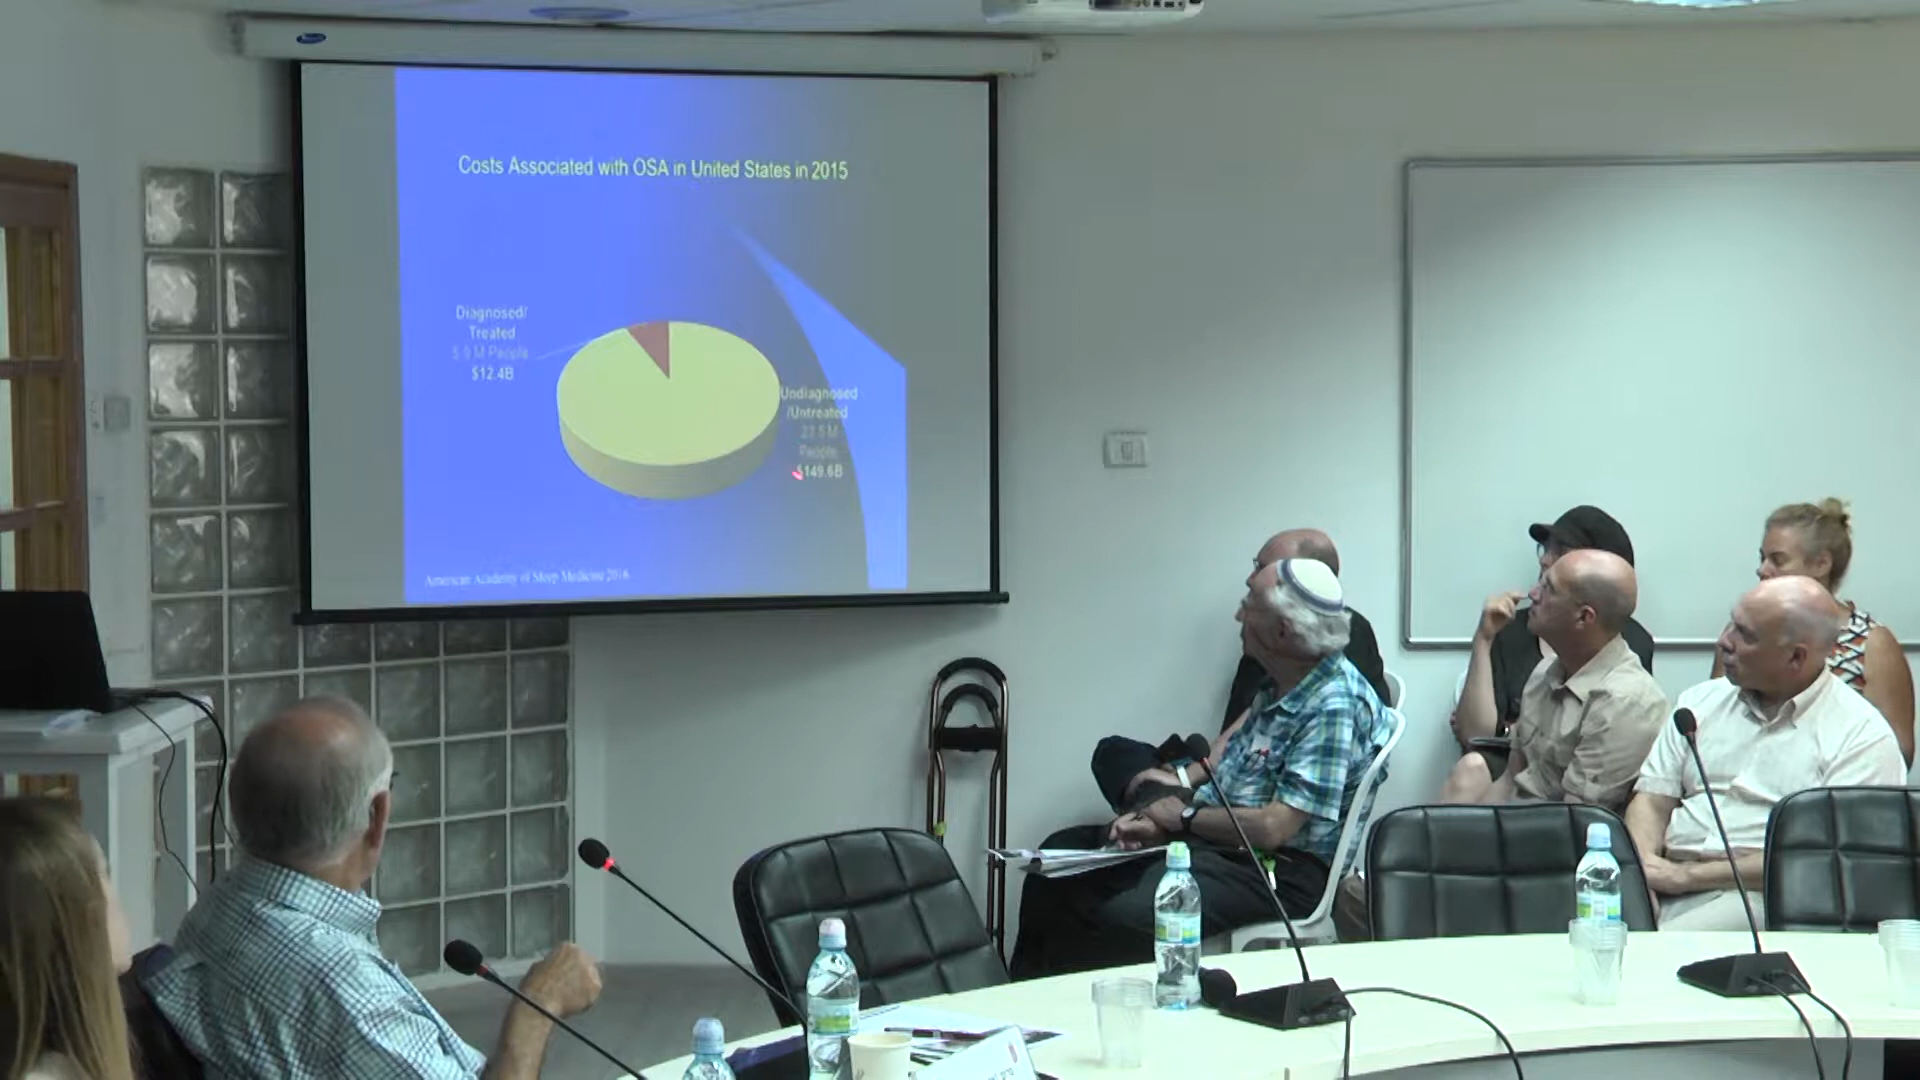 Costs Associated with OSA in United States in 2015
Diagnosed/
Treated
5.9 M People
$12.4B
Undiagnosed
/Untreated
23.5 M
People
$149.6B
American Academy of Sleep Medicine 2016